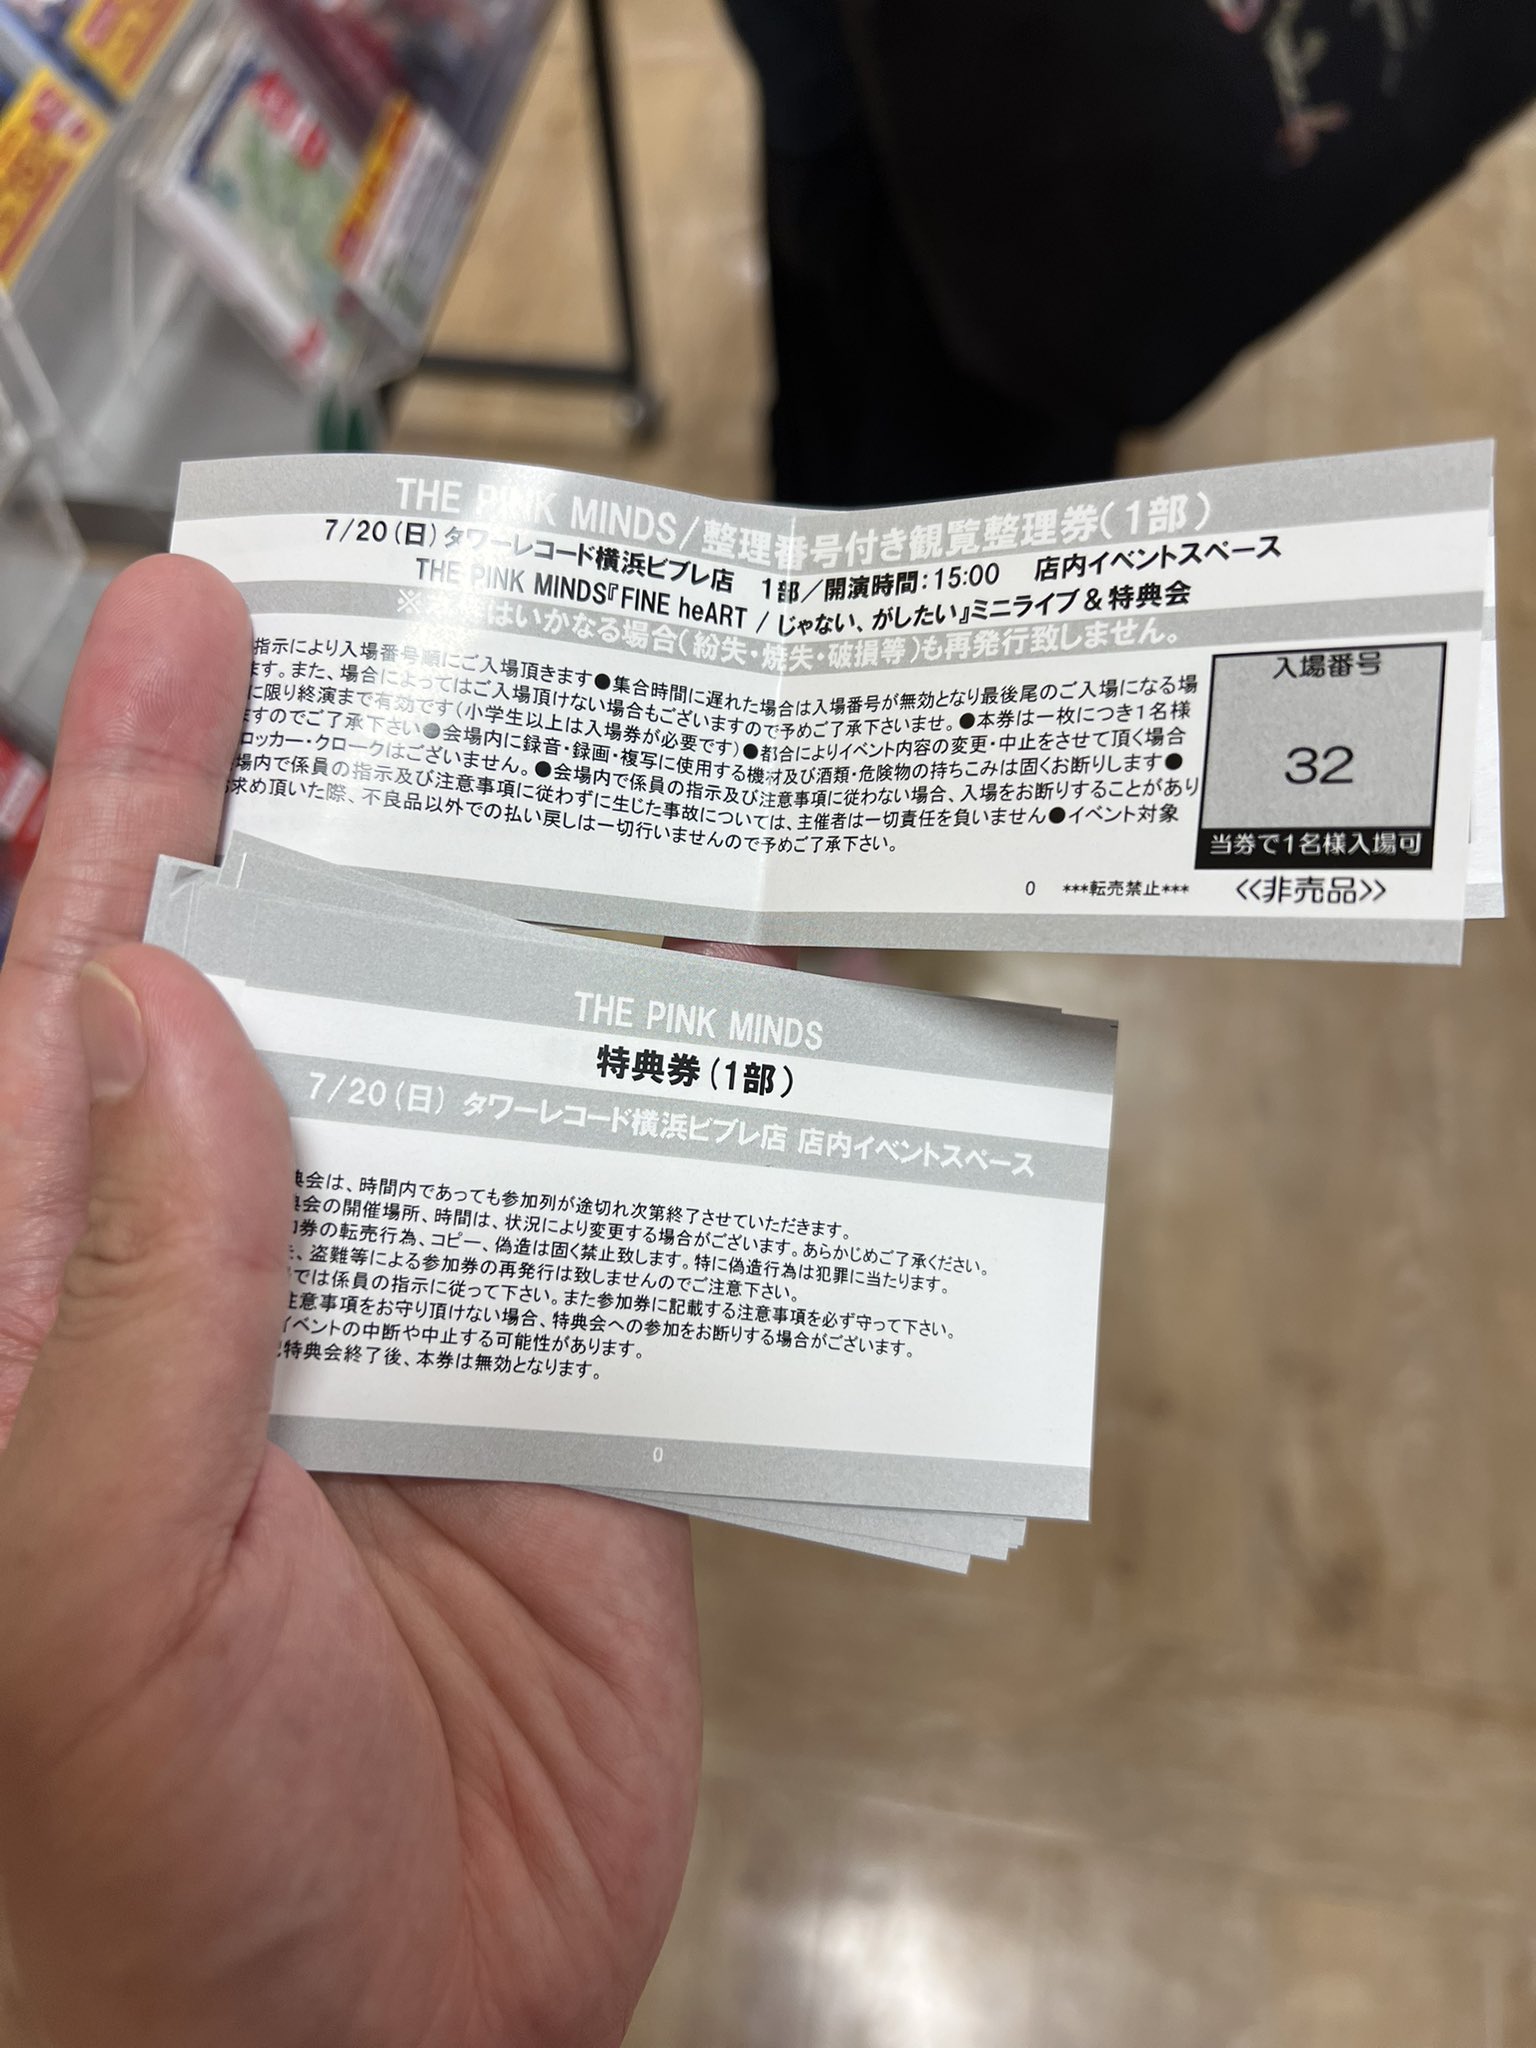 THE PINK MINDS/整理番号付き観覧整理券(1部)
7/20(日)タワーレコード横浜ビブレ店 1部/開演時間:15:00 店内イベントスペース
THE PINK MINDS『FINE heART / じゃない、がしたい』ミニライブ&特典会
はいかなる場合(紛失・焼失・破損等)も再発行致しません。
指示により入場番号順にご入場頂きます●集合時間に遅れた場合は入場番号が無効となり最後尾のご入場になる場
ます。また、場合によってはご入場頂けない場合もございますので予めご了承下さいませ。●本券は一枚につき1名様
に限り終演まで有効です(小学生以上は入場券が必要です)●都合によりイベント内容の変更・中止をさせて頂く場合
ますのでご了承下さい●会場内に録音・録画・複写に使用する機材及び酒類・危険物の持ちこみは固くお断りします●
ロッカー・クロークはございません。●会場内で係員の指示及び注意事項に従わない場合、入場をお断りすることがあり
場内で係員の指示及び注意事項に従わずに生じた事故については、主催者は一切責任を負いません●イベント対象
求め頂いた際、不良品以外での払い戻しは一切行いませんので予めご了承下さい。
入場番号
32
当券で1名様入場可
0 ***転売禁止*** <<非売品>>
THE PINK MINDS
特典券(1部)
7/20(日) タワーレコード横浜ビブレ店 店内イベントスペース
典会は、時間内であっても参加列が途切れ次第終了させていただきます。
典会の開催場所、時間は、状況により変更する場合がございます。あらかじめご了承ください。
券の転売行為、コピー、偽造は固く禁止致します。特に偽造行為は犯罪に当たります。
、盗難等による参加券の再発行は致しませんのでご注意下さい。
では係員の指示に従って下さい。また参加券に記載する注意事項を必ず守って下さい。
注意事項をお守り頂けない場合、特典会への参加をお断りする場合がございます。
イベントの中断や中止する可能性があります。
特典会終了後、本券は無効となります。
0